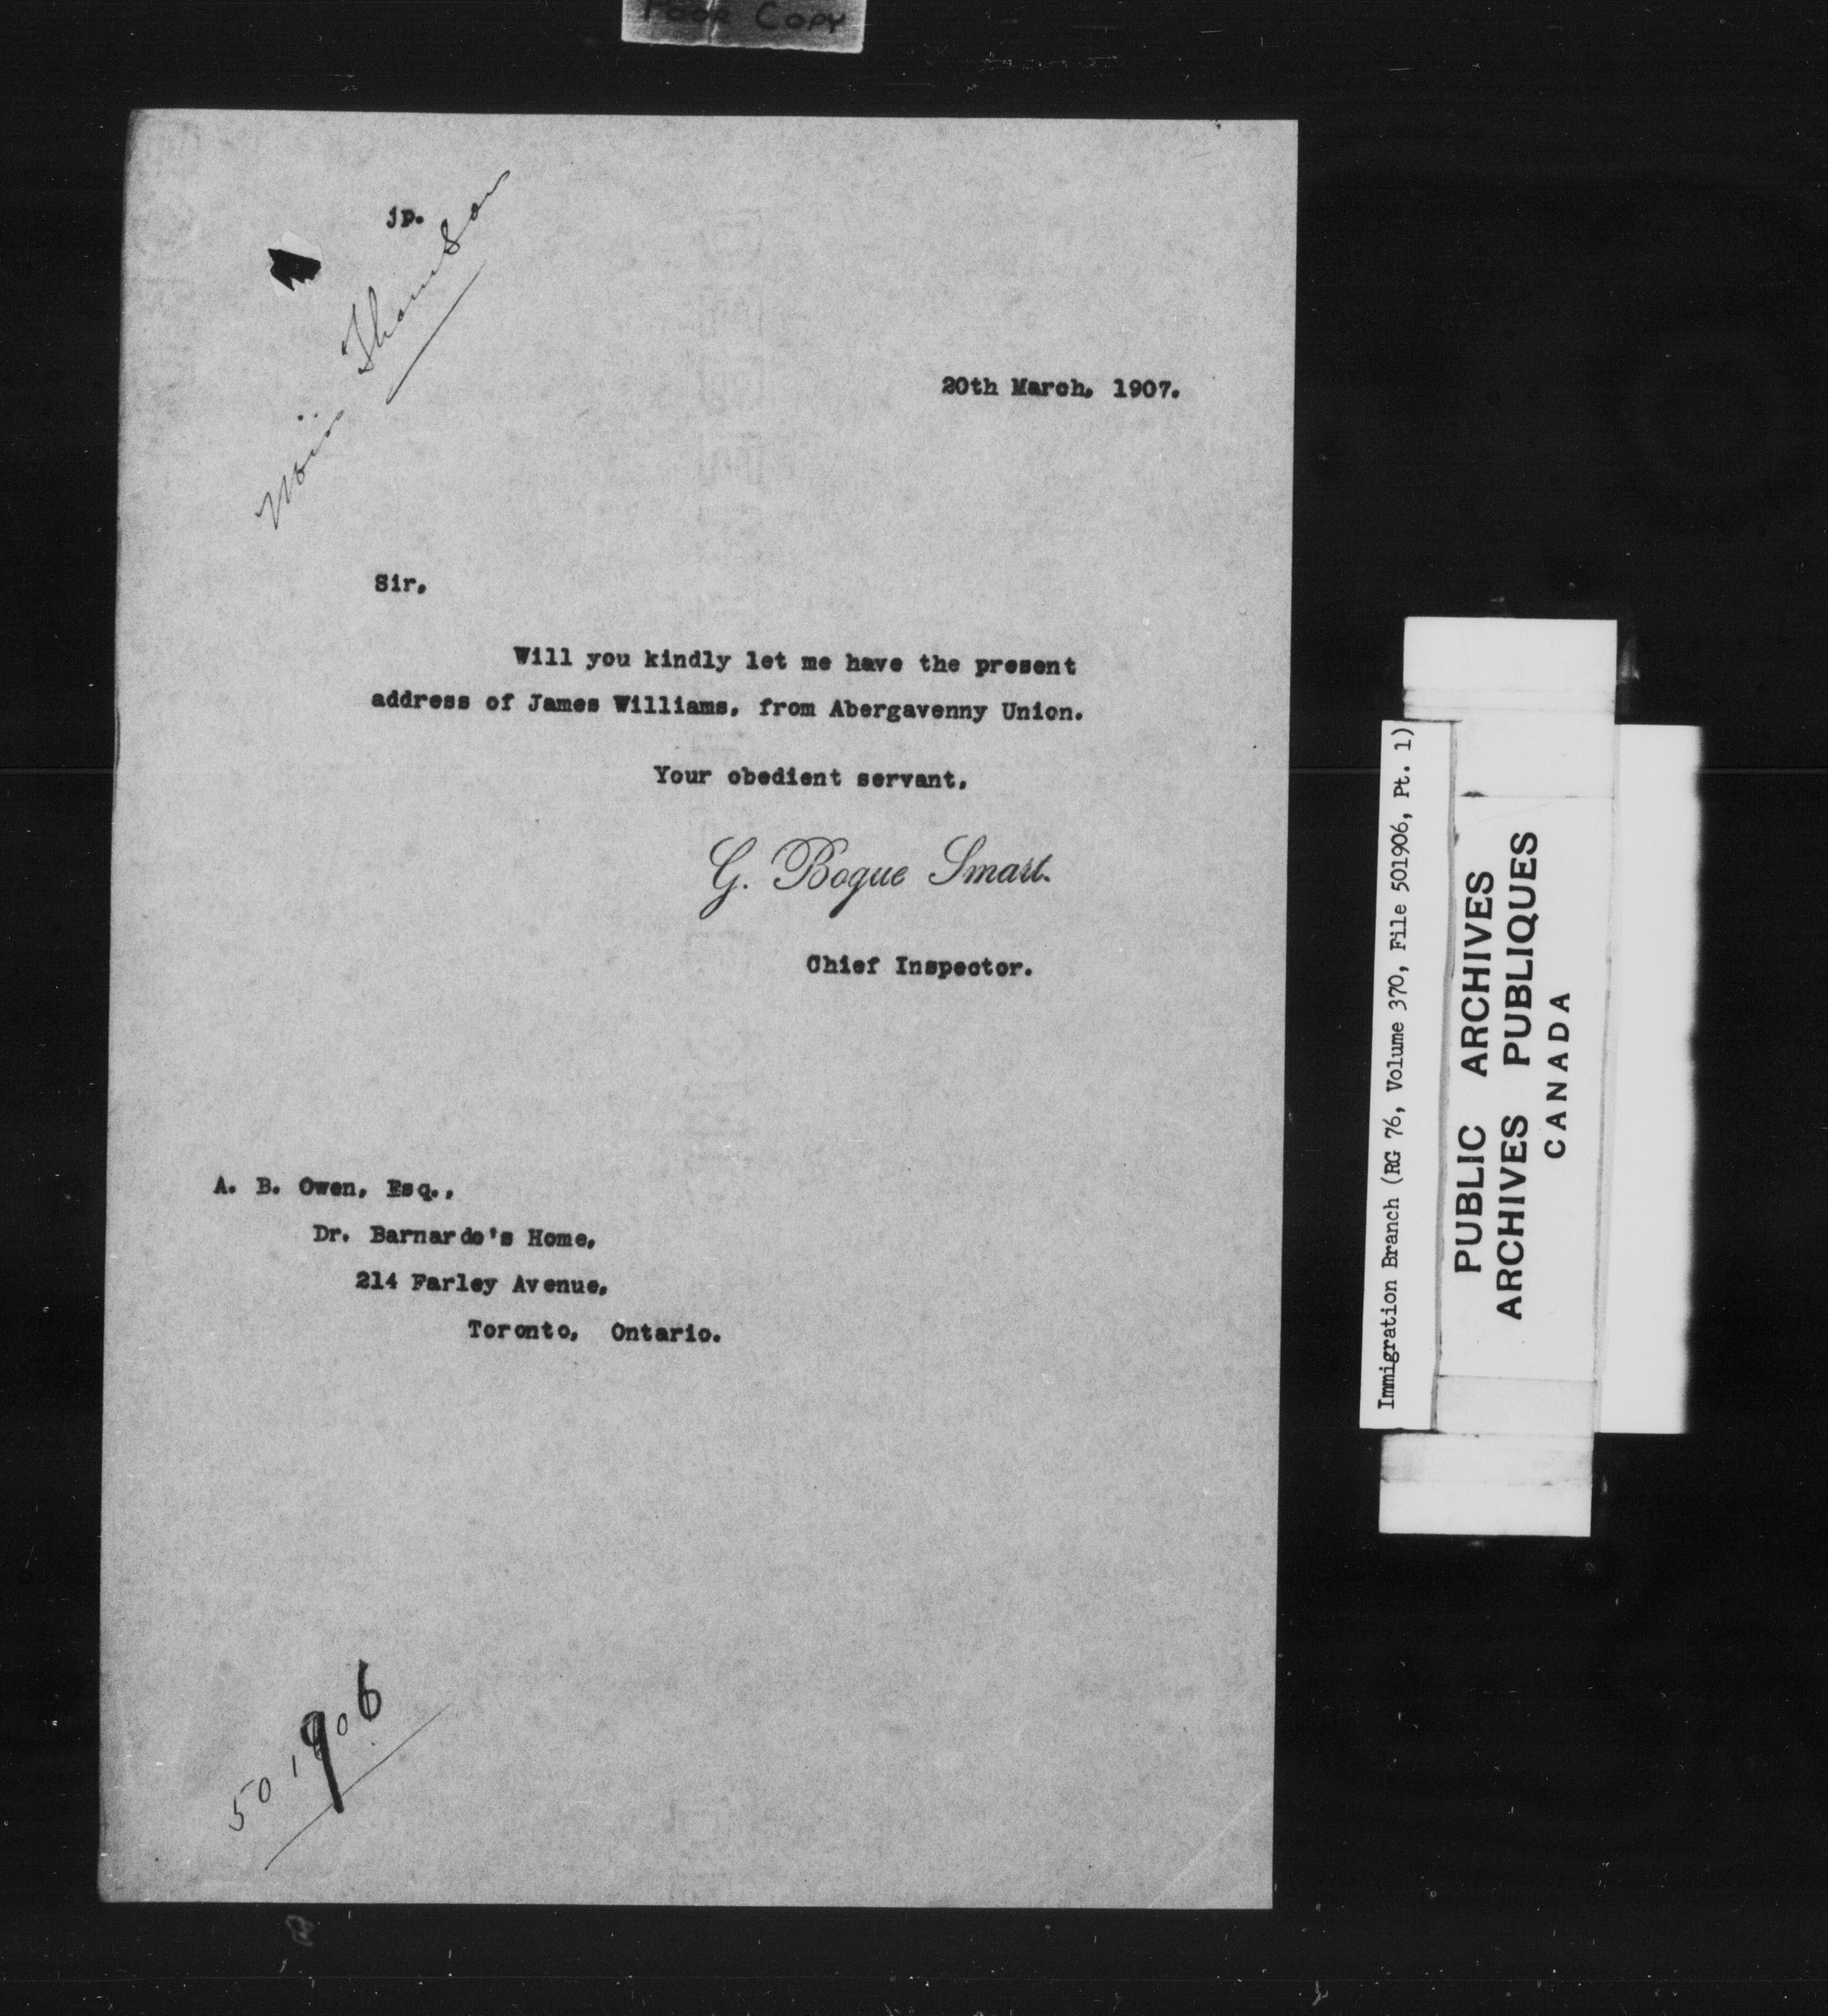 Poor Copy
jp.
Miss Thomson
20th March, 1907.
Sir,
Will you kindly let me have the present
address of James Williams, from Abergavenny Union.
Your obedient servant,
G. Bogue Smart.
Chief Inspector.
A. B. Owen, Esq.,
Dr. Barnardo's Home,
214 Farley Avenue,
Toronto, Ontario.
501906
Immigration Branch (RG 76, Volume 370, File 501906, Pt. 1)
PUBLIC ARCHIVES
ARCHIVES PUBLIQUES
CANADA